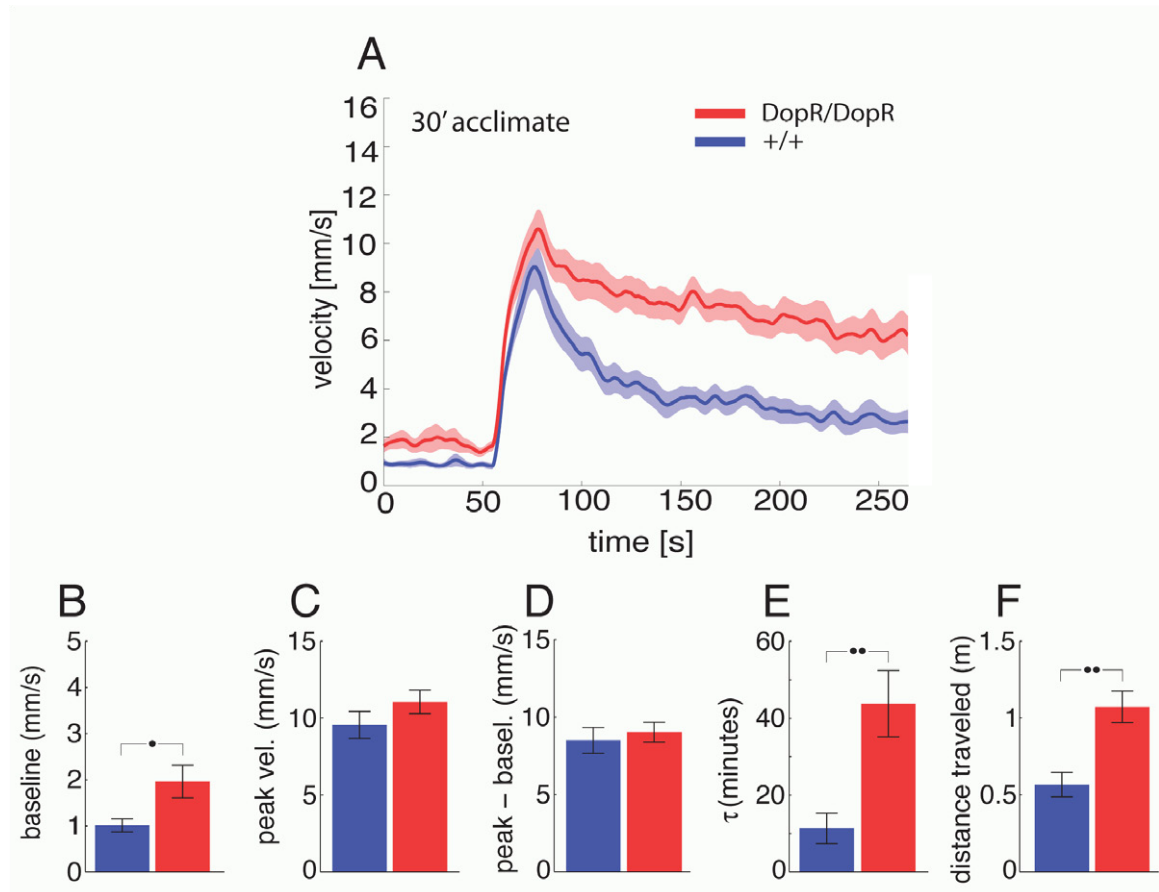 A
16
14
12
10
8
6
4
2
0
velocity [mm/s]
30′ acclimate
DopR/DopR
+/+
0 50 100 150 200 250
time [s]
B
5
4
3
2
1
0
baseline (mm/s)
•
C
15
10
5
0
peak vel. (mm/s)
D
15
10
5
0
peak – basel. (mm/s)
E
60
40
20
0
τ (minutes)
••
F
1.5
1
0.5
0
distance traveled (m)
••